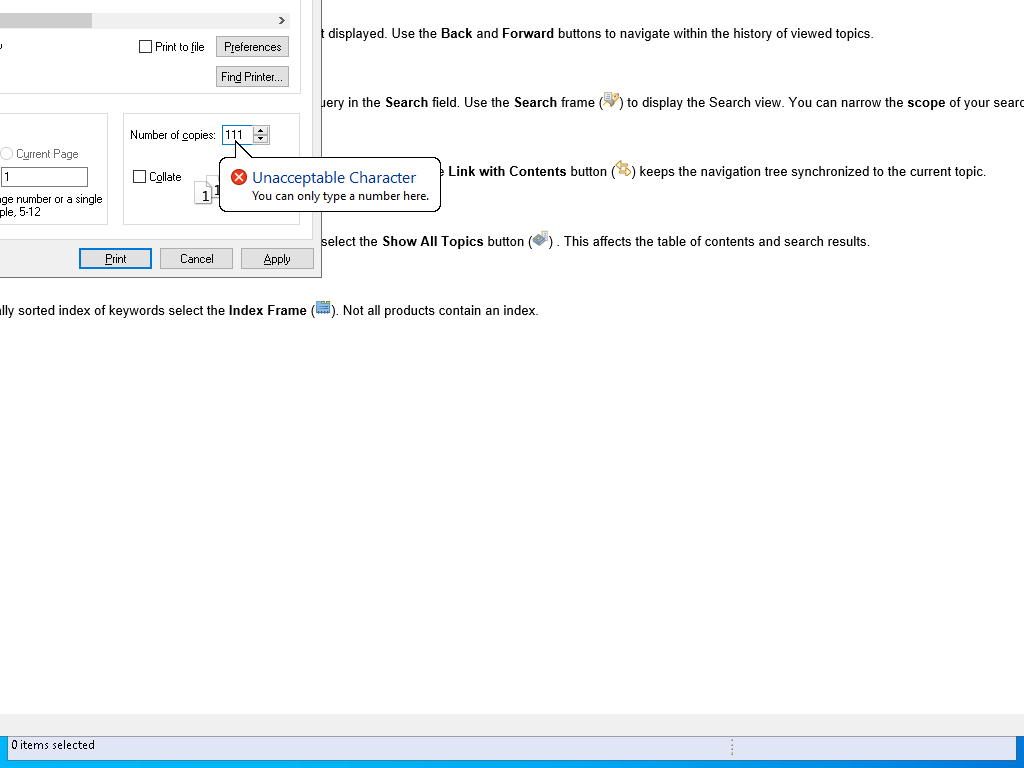 t displayed. Use the Back and Forward buttons to navigate within the history of viewed topics.
Print to file
Preferences
Find Printer...
uery in the Search field. Use the Search frame ( ) to display the Search view. You can narrow the scope of your searc
Number of copies: 111
Current Page
1
Collate
1
1
age number or a single
ple, 5-12
Unacceptable Character
You can only type a number here.
e Link with Contents button ( ) keeps the navigation tree synchronized to the current topic.
select the Show All Topics button ( ) . This affects the table of contents and search results.
Print
Cancel
Apply
lly sorted index of keywords select the Index Frame ( ). Not all products contain an index.
0 items selected